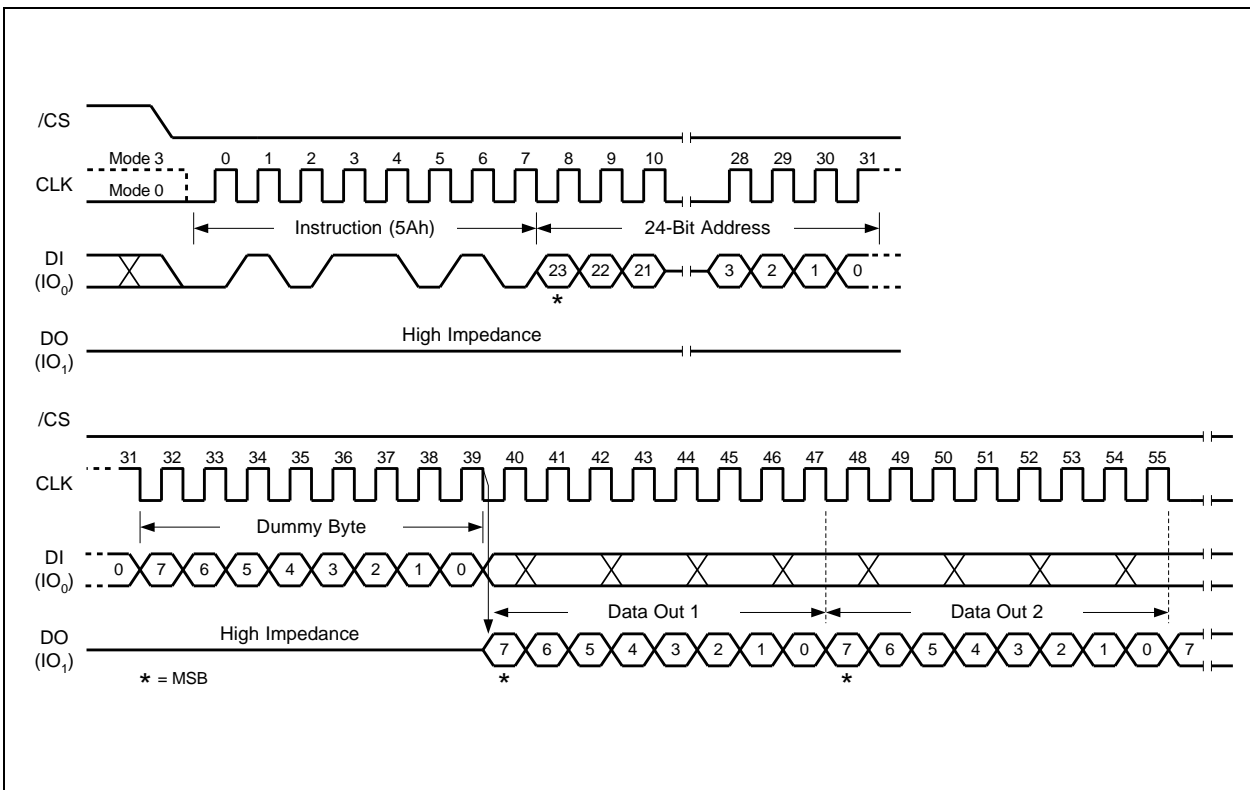 /CS
Mode 3 0 1 2 3 4 5 6 7 8 9 10 28 29 30 31
CLK
Mode 0
Instruction (5Ah) 24-Bit Address
DI
(IO0)
23 22 21 3 2 1 0
*
High Impedance
DO
(IO1)
/CS
31 32 33 34 35 36 37 38 39 40 41 42 43 44 45 46 47 48 49 50 51 52 53 54 55
CLK
Dummy Byte
DI
(IO0)
0 7 6 5 4 3 2 1 0
Data Out 1 Data Out 2
High Impedance
DO
(IO1)
7 6 5 4 3 2 1 0 7 6 5 4 3 2 1 0 7
* = MSB * *